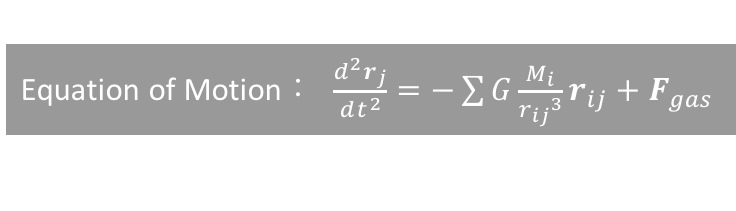 Equation of Motion： d²𝒓ⱼ/dt² = − ∑ G Mᵢ/rᵢⱼ³ 𝒓ᵢⱼ + 𝑭_gas